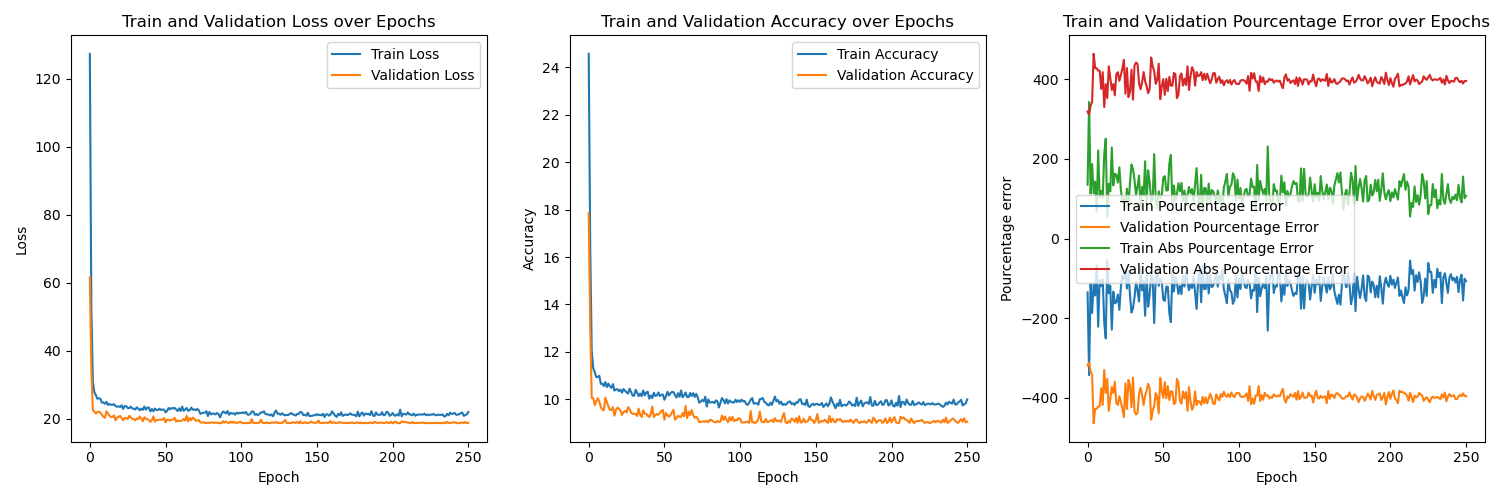 Train and Validation Loss over Epochs
Train Loss
Validation Loss
120
100
80
60
40
20
Loss
0
50
100
150
200
250
Epoch
Train and Validation Accuracy over Epochs
Train Accuracy
Validation Accuracy
24
22
20
18
16
14
12
10
Accuracy
0
50
100
150
200
250
Epoch
Train and Validation Pourcentage Error over Epochs
400
200
0
−200
−400
Pourcentage error
Train Pourcentage Error
Validation Pourcentage Error
Train Abs Pourcentage Error
Validation Abs Pourcentage Error
0
50
100
150
200
250
Epoch